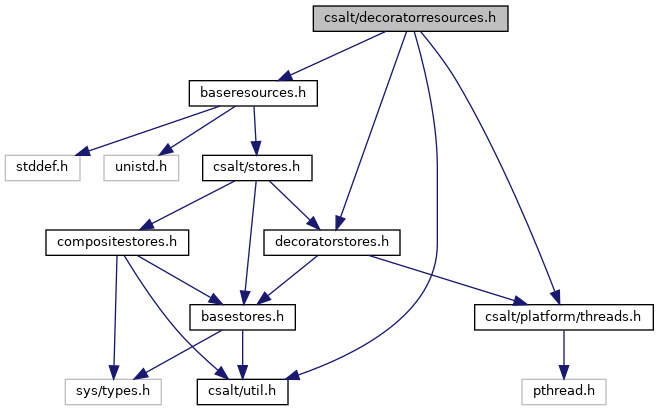 csalt/decoratorresources.h
baseresources.h
stddef.h
unistd.h
csalt/stores.h
compositestores.h
decoratorstores.h
basestores.h
csalt/platform/threads.h
sys/types.h
csalt/util.h
pthread.h